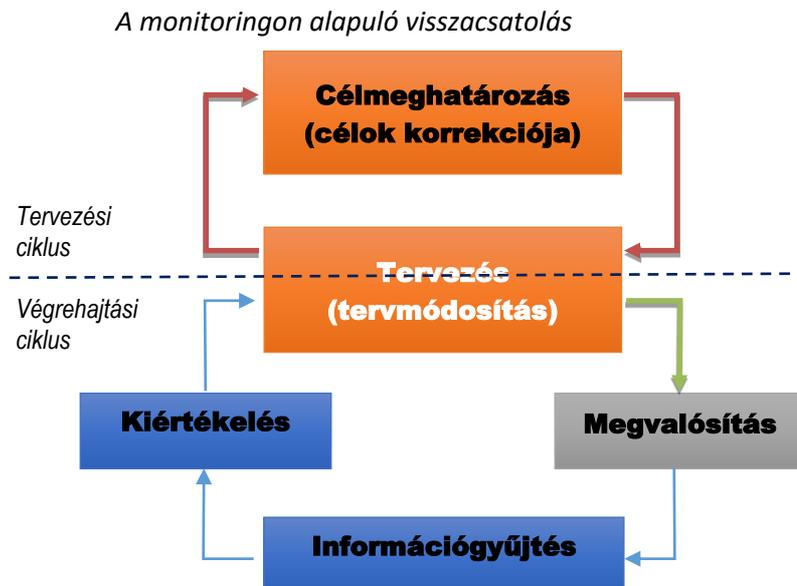 A monitoringon alapuló visszacsatolás
Célmeghatározás
(célok korrekciója)
Tervezési
ciklus
Tervezés
(tervmódosítás)
Végrehajtási
ciklus
Kiértékelés
Megvalósítás
Információgyűjtés